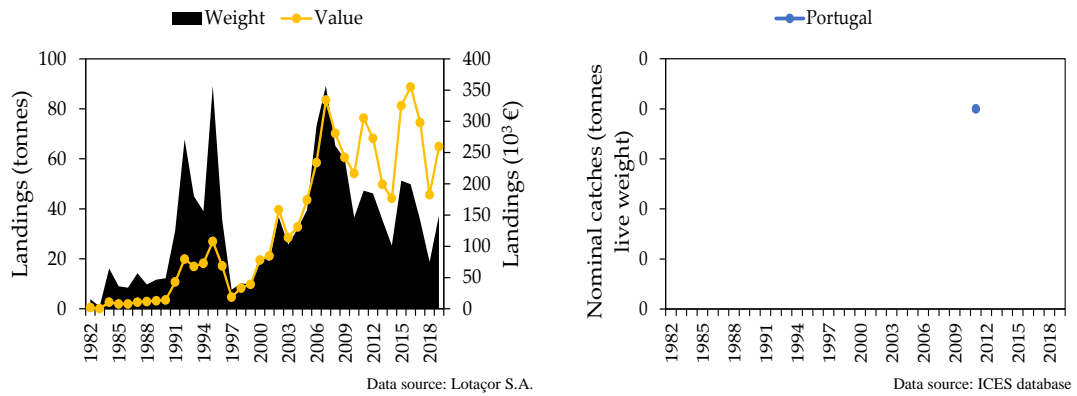 Weight Value
Landings (tonnes)
100
80
60
40
20
0
400
350
300
250
200
150
100
50
0
Landings (10³ €)
1982 1985 1988 1991 1994 1997 2000 2003 2006 2009 2012 2015 2018
Data source: Lotaçor S.A.
Portugal
Nominal catches (tonnes
live weight)
0
0
0
0
0
0
1982 1985 1988 1991 1994 1997 2000 2003 2006 2009 2012 2015 2018
Data source: ICES database